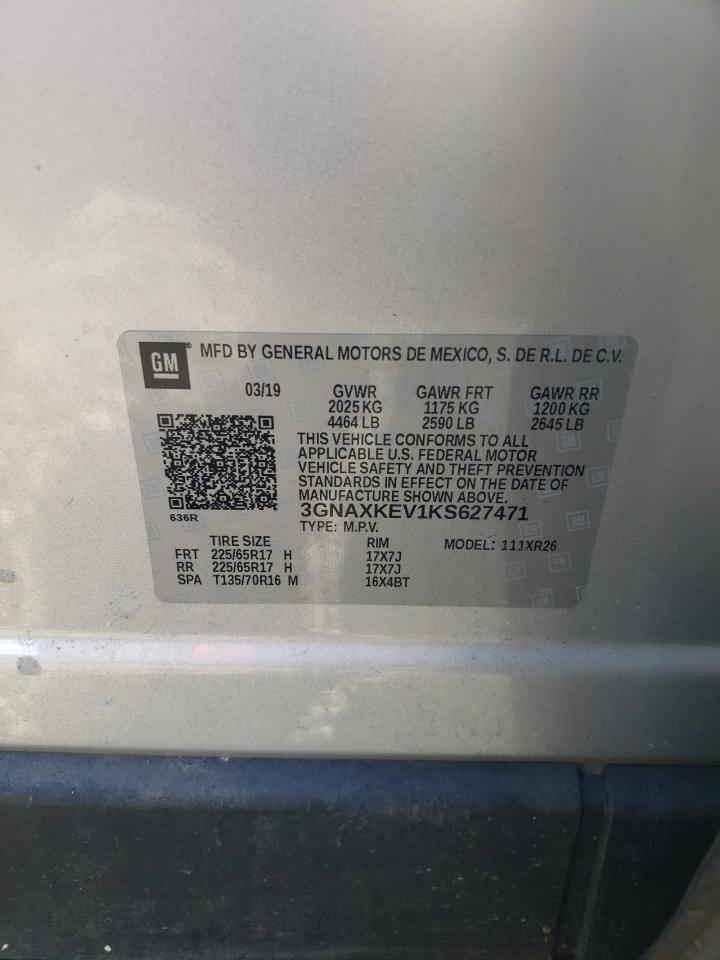 GM MFD BY GENERAL MOTORS DE MEXICO, S. DE R.L. DE C.V.
03/19 GVWR GAWR FRT GAWR RR
2025 KG 1175 KG 1200 KG
4464 LB 2590 LB 2645 LB
THIS VEHICLE CONFORMS TO ALL
APPLICABLE U.S. FEDERAL MOTOR
VEHICLE SAFETY AND THEFT PREVENTION
STANDARDS IN EFFECT ON THE DATE OF
MANUFACTURE SHOWN ABOVE.
636R 3GNAXKEV1KS627471
TYPE: M.P.V.
TIRE SIZE RIM MODEL: 111XR26
FRT 225/65R17 H 17X7J
RR 225/65R17 H 17X7J
SPA T135/70R16 M 16X4BT